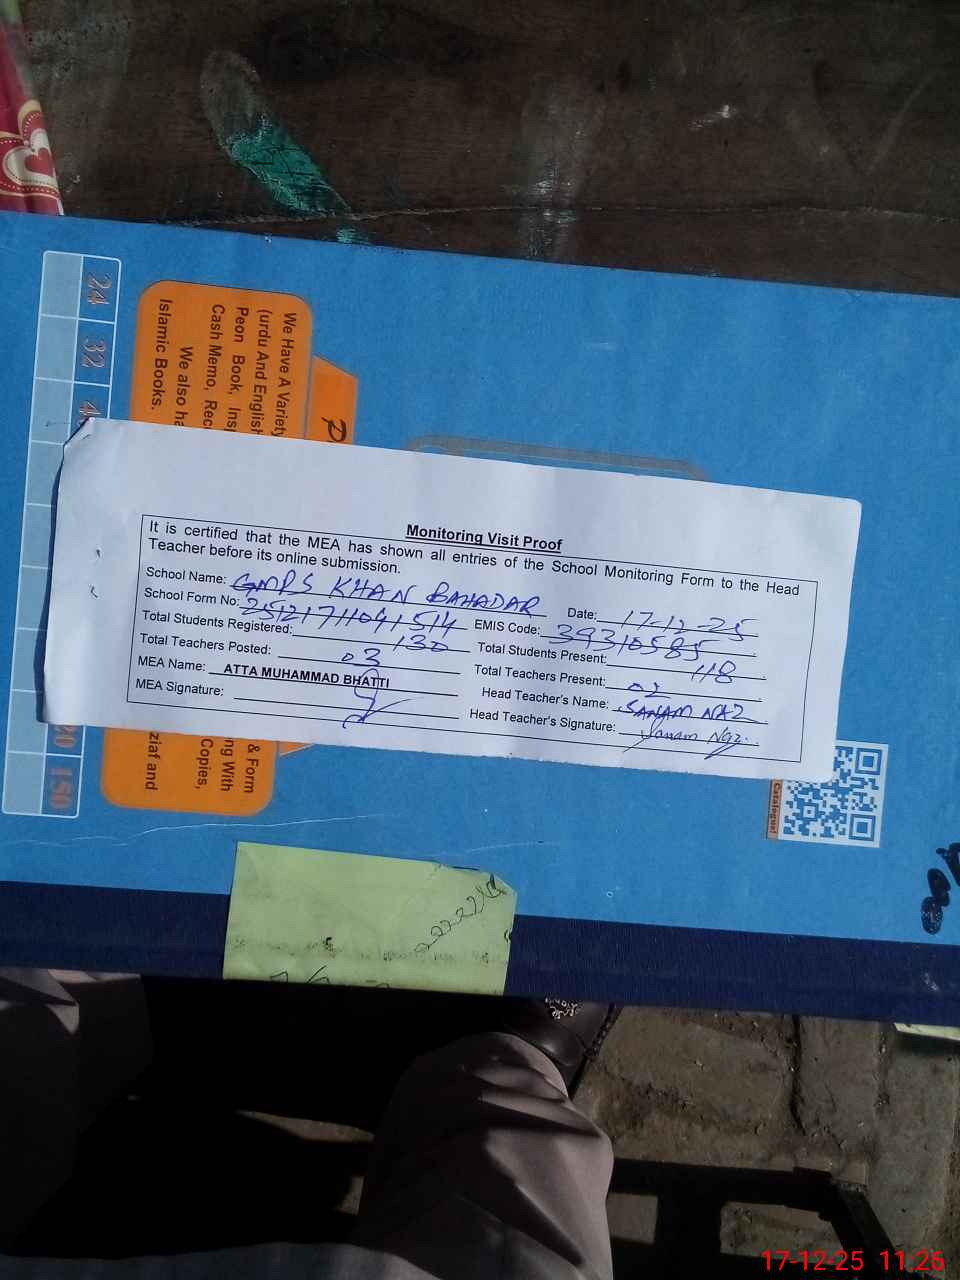 24
32
We Have A Variety
(urdu And English
Peon Book, Insp
Cash Memo, Rec
We also ha
Islamic Books.
Monitoring Visit Proof
It is certified that the MEA has shown all entries of the School Monitoring Form to the Head
Teacher before its online submission.
School Name: GMPS KHAN BAHADAR Date: 17-12-25
School Form No: 2512171109 1514 EMIS Code: 39310585
Total Students Registered: 130 Total Students Present: 118
Total Teachers Posted: 03 Total Teachers Present: 02
MEA Name: ATTA MUHAMMAD BHATTI Head Teacher's Name: SANAM NAZ
MEA Signature: Head Teacher's Signature: Sanam Naz.
& Form
ng With
Copies,
ziaf and
20
150
Catalogue!
17-12-25 11:26